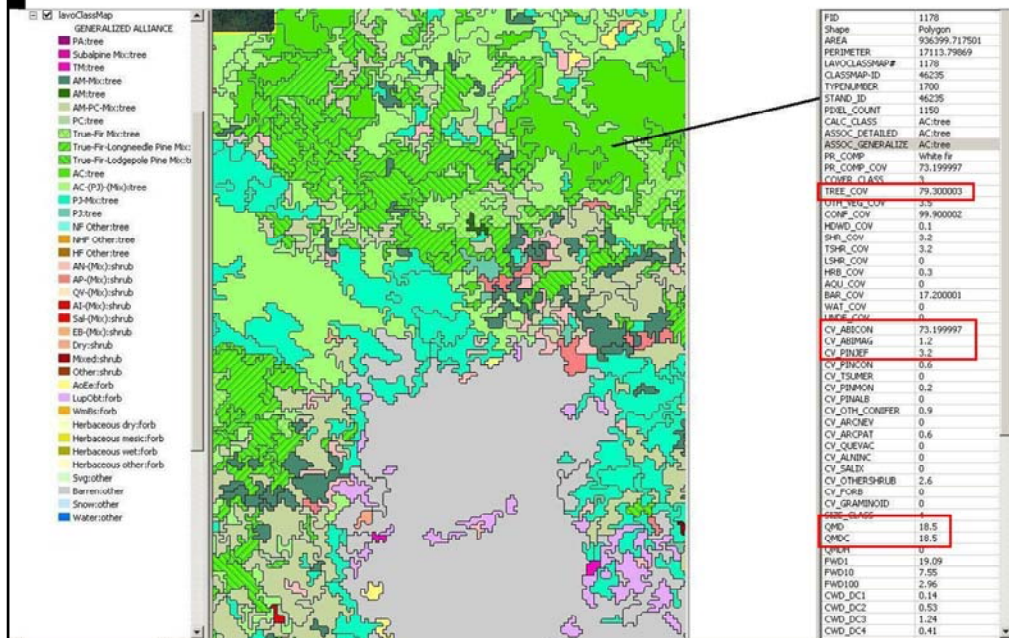 lavoClassMap
GENERALIZED ALLIANCE
PA:tree
Subalpine Mix:tree
TM:tree
AM-Mix:tree
AM:tree
AM-PC-Mix:tree
PC:tree
True-Fir Mix:tree
True-Fir-Longneedle Pine Mix:
True-Fir-Lodgepole Pine Mix:t
AC:tree
AC-(PJ)-(Mix):tree
PJ-Mix:tree
PJ:tree
NF Other:tree
NHF Other:tree
HF Other:tree
AN-(Mix):shrub
AP-(Mix):shrub
QV-(Mix):shrub
AI-(Mix):shrub
Sal-(Mix):shrub
EB-(Mix):shrub
Dry:shrub
Mixed:shrub
Other:shrub
AoEe:forb
LupObt:forb
WmBs:forb
Herbaceous dry:forb
Herbaceous mesic:forb
Herbaceous wet:forb
Herbaceous other:forb
Svg:other
Barren:other
Snow:other
Water:other
FID 1178
Shape Polygon
AREA 936399.717501
PERIMETER 17113.79869
LAVOCLASSMAP# 1178
CLASSMAP-ID 46235
TYPENUMBER 1700
STAND_ID 46235
PIXEL_COUNT 1150
CALC_CLASS AC:tree
ASSOC_DETAILED AC:tree
ASSOC_GENERALIZE AC:tree
PR_COMP White fir
PR_COMP_COV 73.199997
COVER_CLASS 3
TREE_COV 79.300003
OTH_VEG_COV 3.5
CONF_COV 99.900002
HDWD_COV 0.1
SHR_COV 3.2
TSHR_COV 3.2
LSHR_COV 0
HRB_COV 0.3
AQU_COV 0
BAR_COV 17.200001
WAT_COV 0
UNDF_COV 0
CV_ABICON 73.199997
CV_ABIMAG 1.2
CV_PINJEF 3.2
CV_PINCON 0.6
CV_TSUMER 0
CV_PINMON 0.2
CV_PINALB 0
CV_OTH_CONIFER 0.9
CV_ARCNEV 0
CV_ARCPAT 0.6
CV_QUEVAC 0
CV_ALNINC 0
CV_SALIX 0
CV_OTHERSHRUB 2.6
CV_FORB 0
CV_GRAMINOID 0
SIZE_CLASS 4
QMD 18.5
QMDC 18.5
QMDH 0
FWD1 19.09
FWD10 7.55
FWD100 2.96
CWD_DC1 0.14
CWD_DC2 0.53
CWD_DC3 1.24
CWD_DC4 0.41